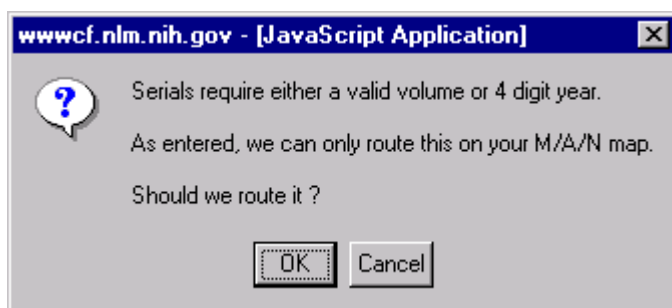 wwwcf.nlm.nih.gov - [JavaScript Application]
Serials require either a valid volume or 4 digit year.
As entered, we can only route this on your M/A/N map.
Should we route it ?
OK Cancel